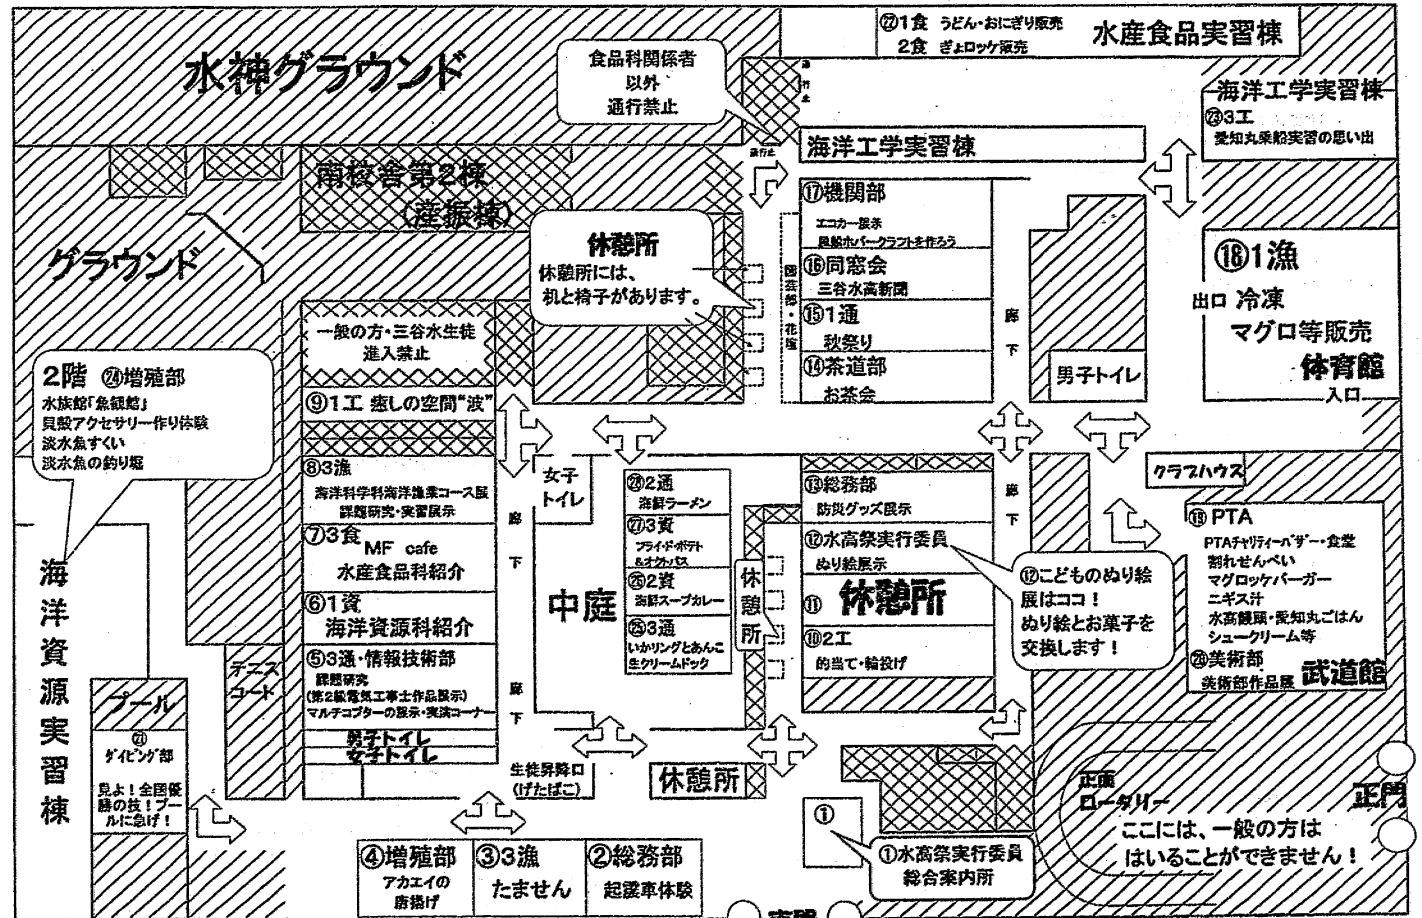 ㉒1食 うどん・おにぎり販売
2食 ぎょロッケ販売
水産食品実習棟
水神グラウンド
食品科関係者
以外
通行禁止
海洋工学実習棟
㉓3工
愛知丸乗船実習の思い出
海洋工学実習棟
南校舎第2棟
(産振棟)
グラウンド
休憩所
休憩所には、
机と椅子があります。
園芸部・花壇
⑰機関部
エコカー展示
風船ホバークラフトを作ろう
⑯同窓会
三谷水高新聞
⑮1通
秋祭り
⑭茶道部
お茶会
廊下
男子トイレ
⑱1漁
出口 冷凍
マグロ等販売
体育館
入口
一般の方・三谷水生徒
進入禁止
2階 ㉔増殖部
水族館「魚観館」
貝殻アクセサリー作り体験
淡水魚すくい
淡水魚の釣り堀
⑨1工 癒しの空間“波”
⑧3漁
海洋科学科海洋漁業コース展
課題研究・実習展示
⑦3食
MF cafe
水産食品科紹介
⑥1資
海洋資源科紹介
⑤3通・情報技術部
課題研究
(第2級電気工事士作品展示)
マルチコプターの展示・実演コーナー
男子トイレ
女子トイレ
廊下
廊下
女子
トイレ
中庭
㉘2通
海鮮ラーメン
㉗3資
フライドポテト
&オクトパス
㉖2資
海鮮スープカレー
㉕3通
いかリングとあんこ
生クリームドック
休憩所
⑬総務部
防災グッズ展示
⑫水高祭実行委員
ぬり絵展示
⑪ 休憩所
⑩2工
的当て・輪投げ
廊下
⑫こどものぬり絵
展はココ！
ぬり絵とお菓子を
交換します！
クラブハウス
⑲PTA
PTAチャリティーバザー・食堂
割れせんべい
マグロッケバーガー
ニギス汁
水高饅頭・愛知丸ごはん
シュークリーム等
⑳美術部
美術部作品展
武道館
海洋資源実習棟
テニス
コート
プール
㉑
ダイビング部
見よ！全国優
勝の技！プー
ルに急げ！
生徒昇降口
(げたばこ)
休憩所
①
①水高祭実行委員
総合案内所
正面
ロータリー
正門
ここには、一般の方は
はいることができません！
④増殖部
アカエイの
唐揚げ
③3漁
たません
②総務部
起震車体験